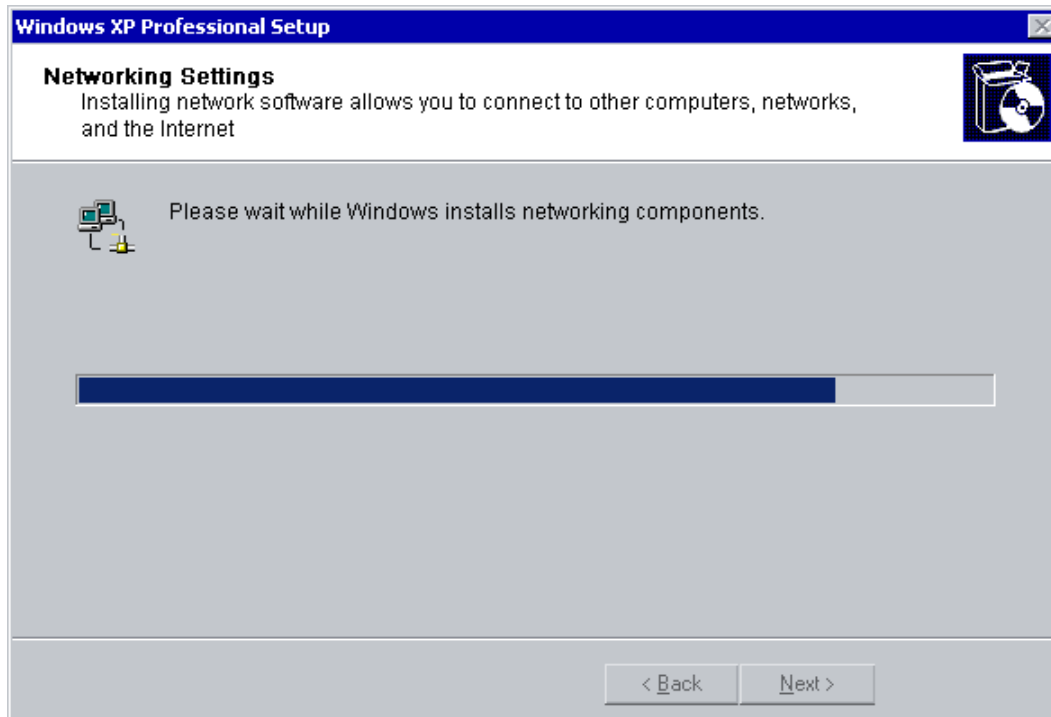 Windows XP Professional Setup
Networking Settings
Installing network software allows you to connect to other computers, networks,
and the Internet
Please wait while Windows installs networking components.
< Back
Next >